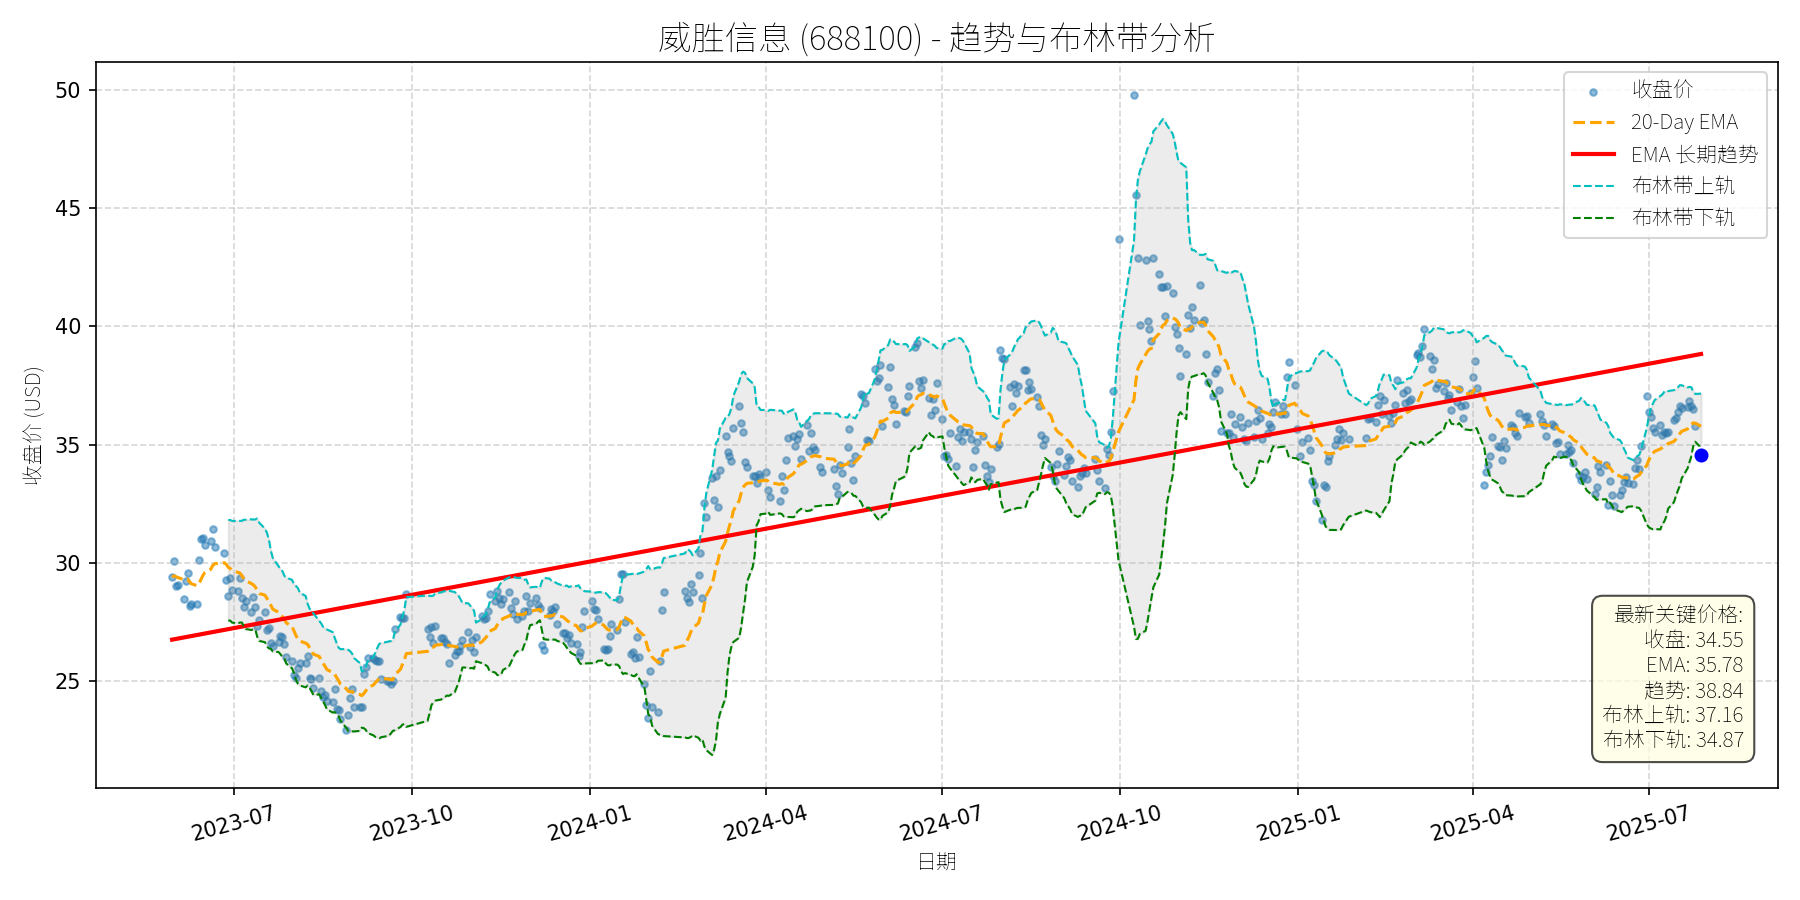 威胜信息 (688100) - 趋势与布林带分析
收盘价 (USD)
50
45
40
35
30
25
收盘价
20-Day EMA
EMA 长期趋势
布林带上轨
布林带下轨
最新关键价格:
收盘: 34.55
EMA: 35.78
趋势: 38.84
布林上轨: 37.16
布林下轨: 34.87
2023-07
2023-10
2024-01
2024-04
2024-07
2024-10
2025-01
2025-04
2025-07
日期